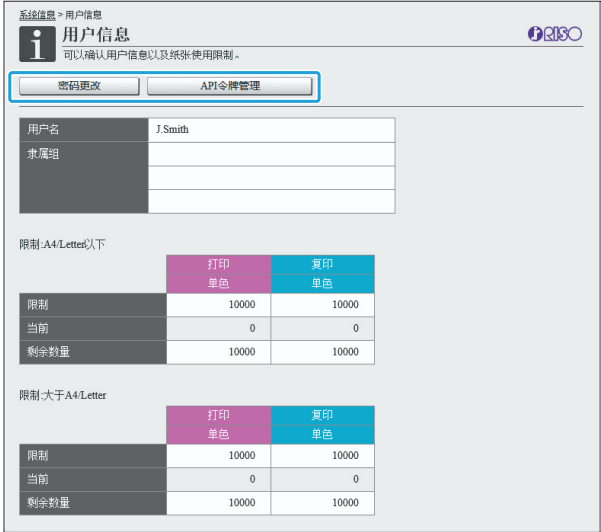 系统信息 > 用户信息
用户信息
RISO
可以确认用户信息以及纸张使用限制。
密码更改 API令牌管理
用户名 J.Smith
隶属组
限制:A4/Letter以下
打印 复印
单色 单色
限制 10000 10000
当前 0 0
剩余数量 10000 10000
限制:大于A4/Letter
打印 复印
单色 单色
限制 10000 10000
当前 0 0
剩余数量 10000 10000